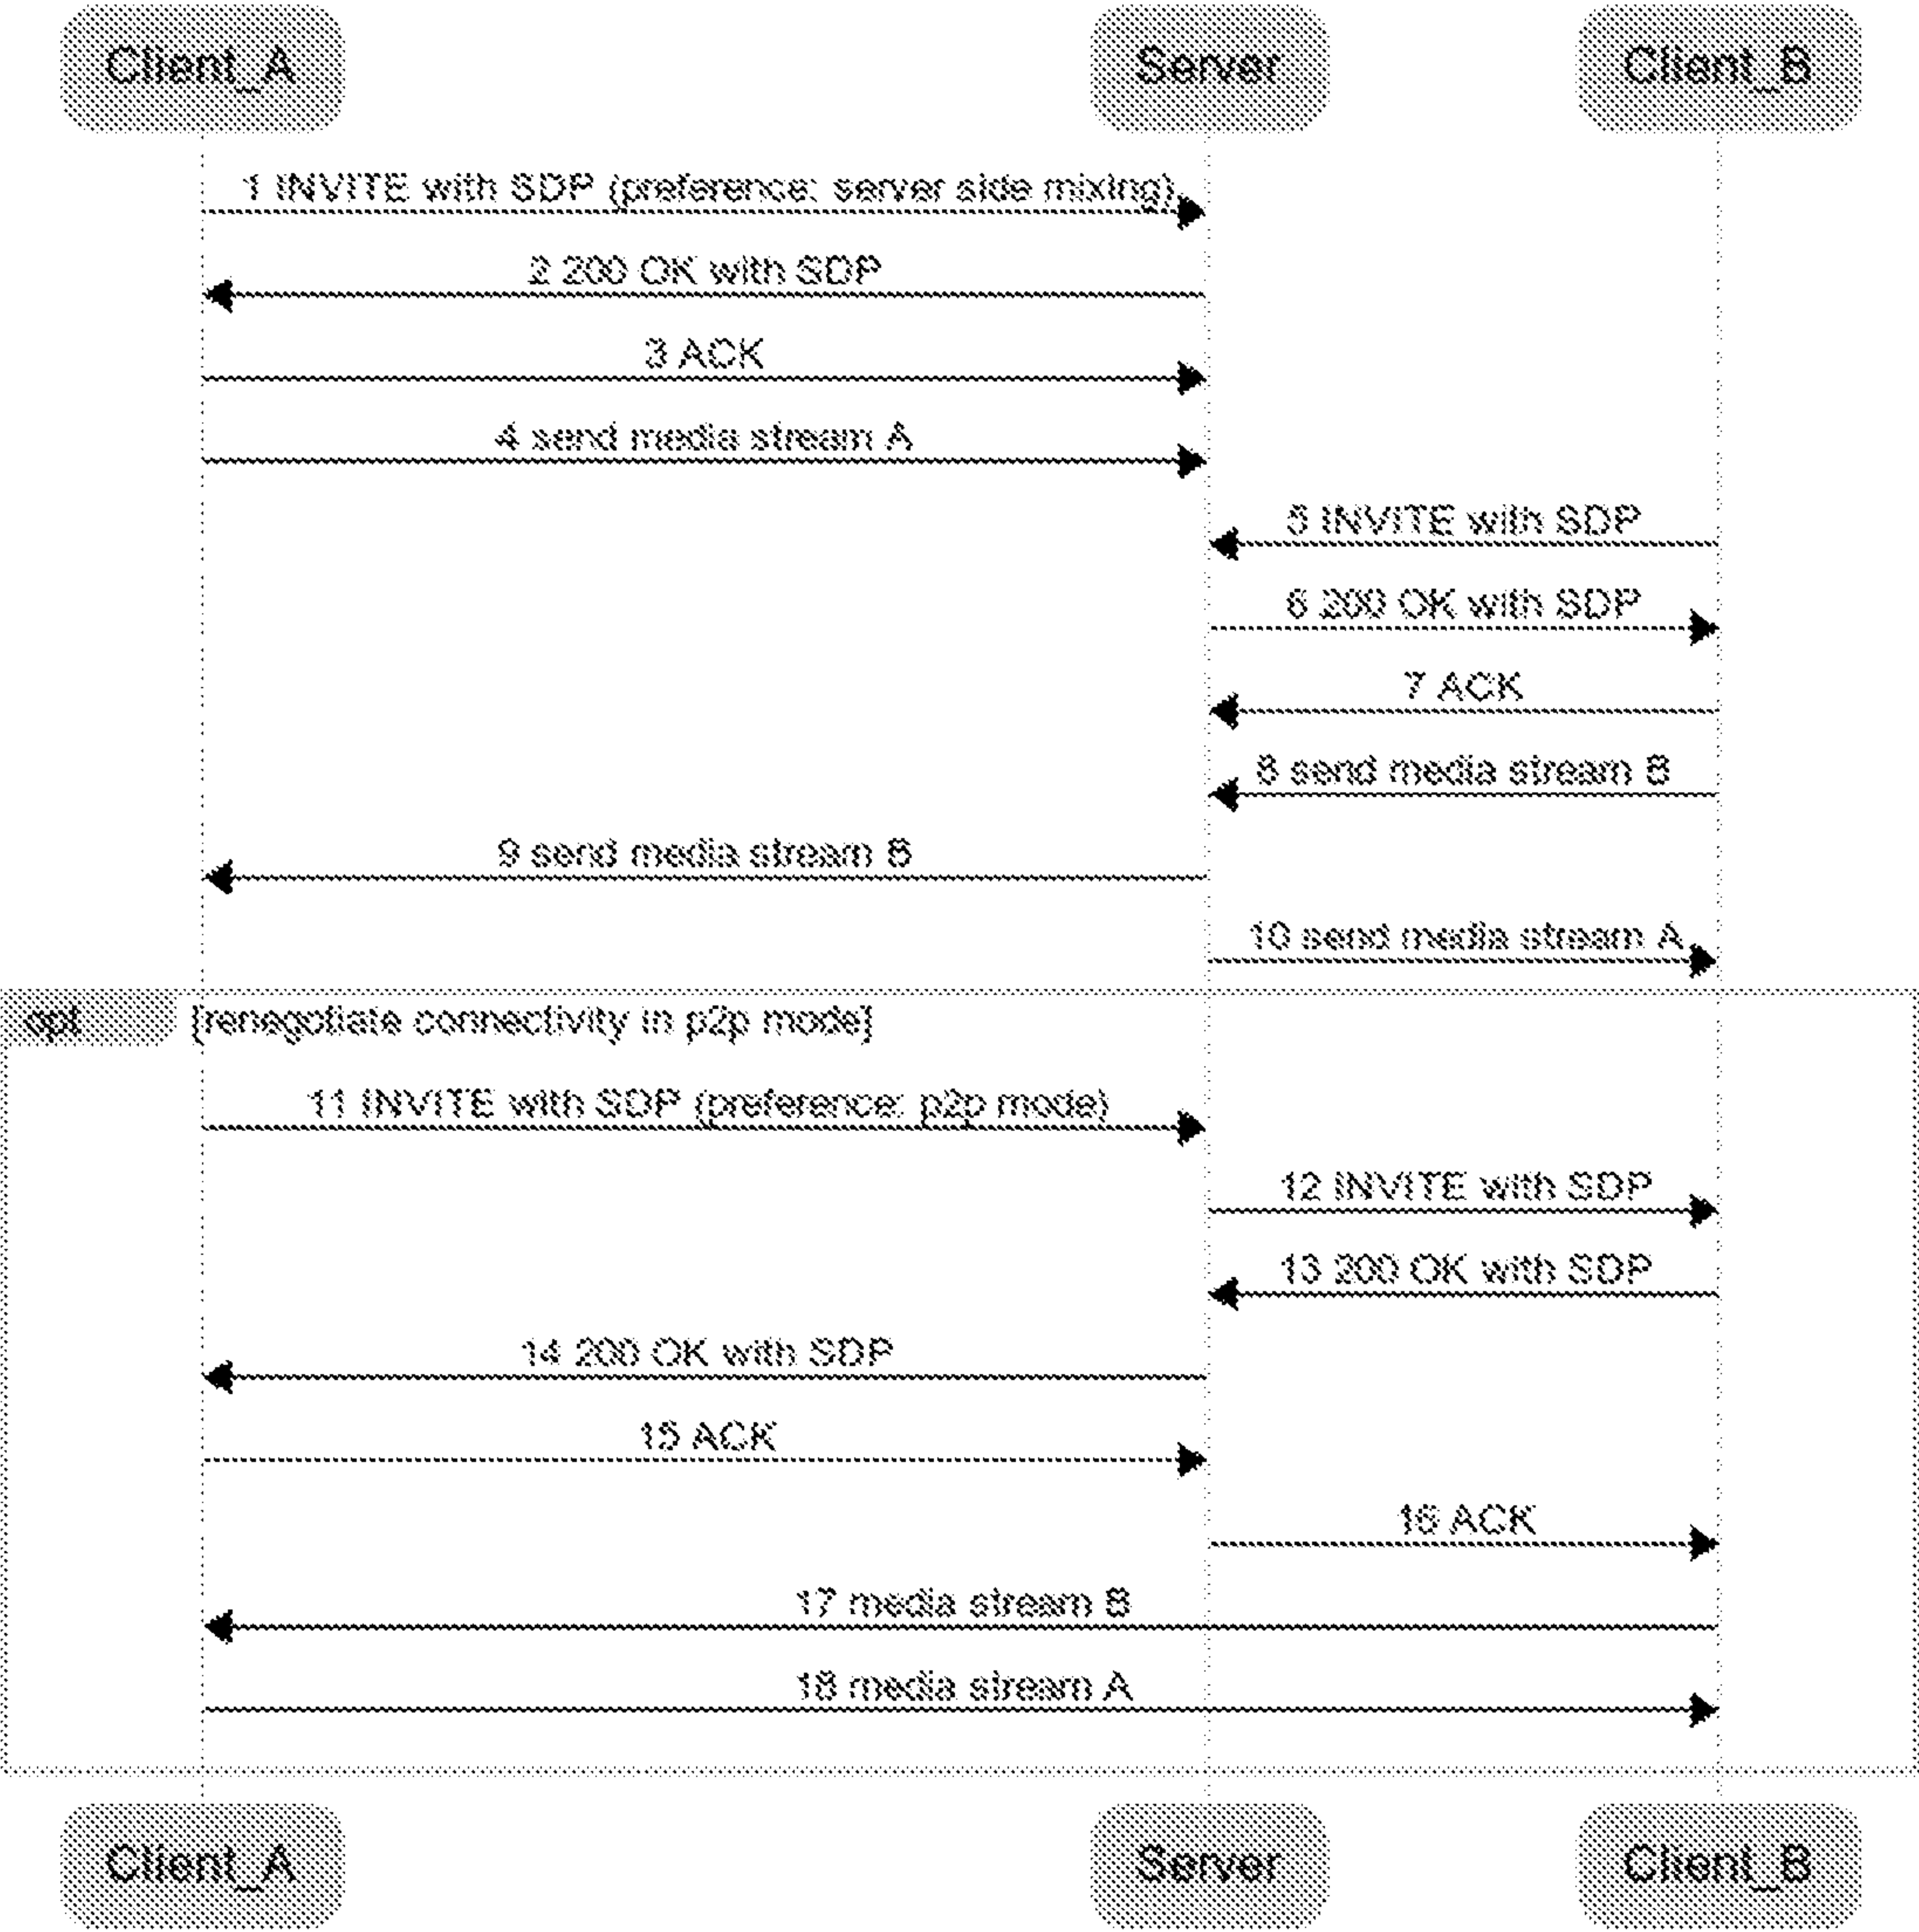 Client_A Server Client_B
1 INVITE with SDP (preference: server side mixing)
2 200 OK with SDP
3 ACK
4 send media stream A
5 INVITE with SDP
6 200 OK with SDP
7 ACK
8 send media stream B
9 send media stream B
10 send media stream A
opt [renegotiate connectivity in p2p mode]
11 INVITE with SDP (preference: p2p mode)
12 INVITE with SDP
13 200 OK with SDP
14 200 OK with SDP
15 ACK
16 ACK
17 media stream B
18 media stream A
Client_A Server Client_B